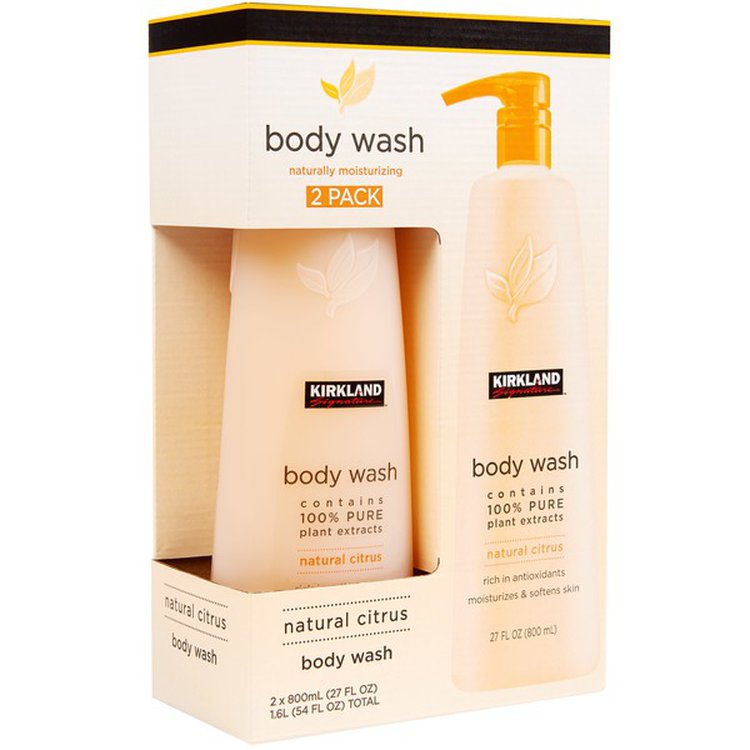 body wash
naturally moisturizing
2 PACK
KIRKLAND
Signature
body wash
contains
100% PURE
plant extracts
natural citrus
natural citrus
body wash
natural citrus
body wash
2 x 800mL (27 FL OZ)
1.6L (54 FL OZ) TOTAL
KIRKLAND
Signature
body wash
contains
100% PURE
plant extracts
natural citrus
rich in antioxidants
moisturizes & softens skin
27 FL OZ (800 mL)